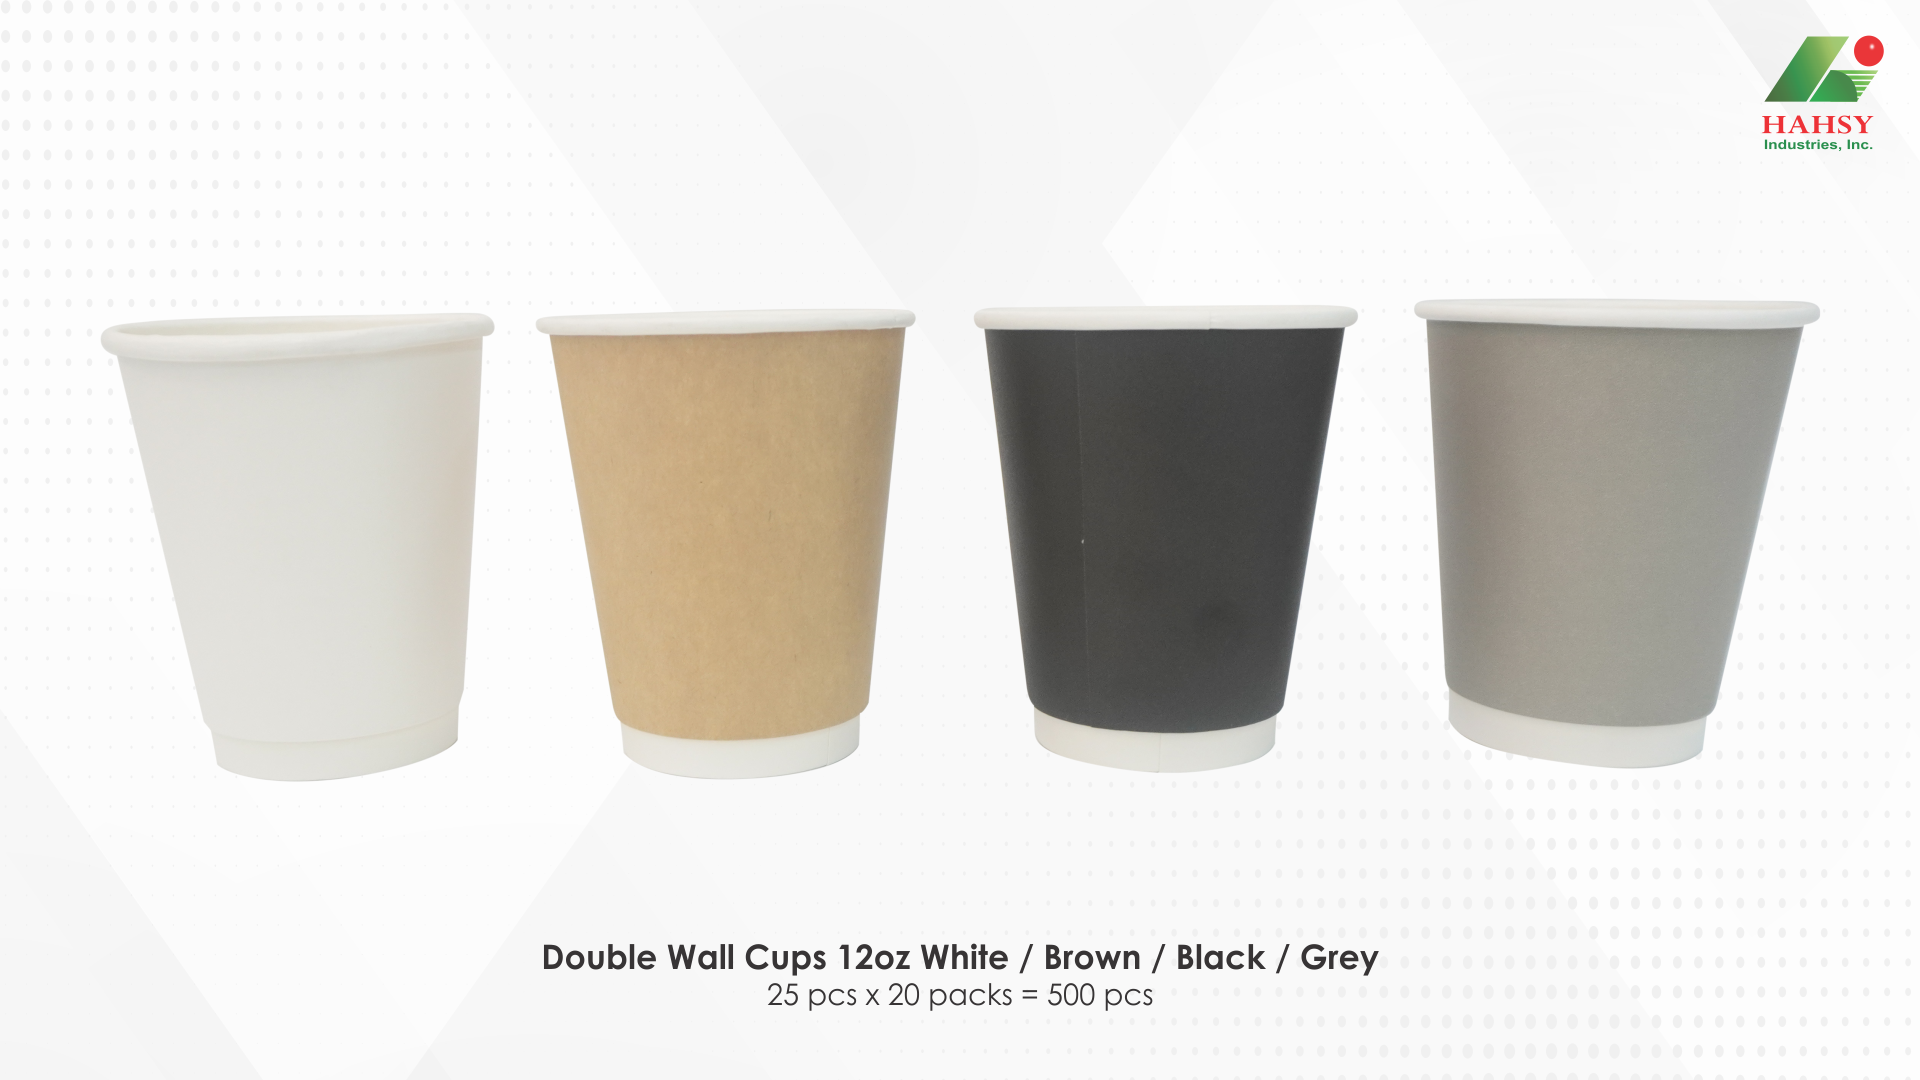 HAHSY
Industries, Inc.
Double Wall Cups 12oz White / Brown / Black / Grey
25 pcs x 20 packs = 500 pcs